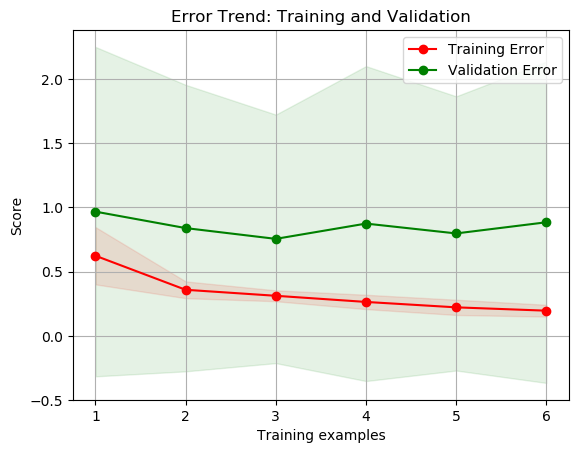 Error Trend: Training and Validation
Training Error
Validation Error
Score
2.0
1.5
1.0
0.5
0.0
−0.5
1 2 3 4 5 6
Training examples